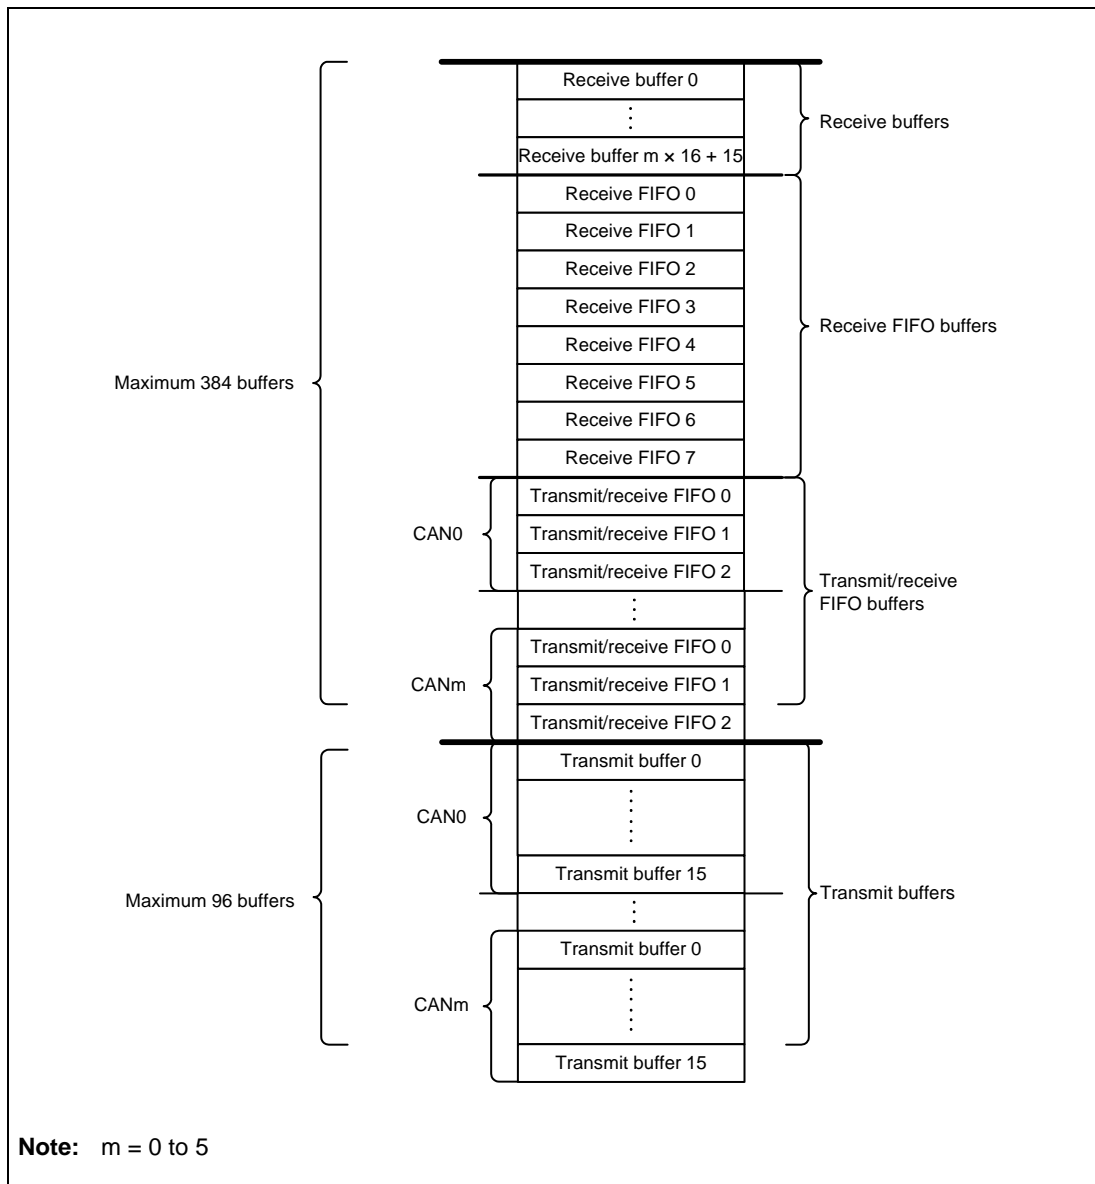 Receive buffer 0
Receive buffers
Receive buffer m × 16 + 15
Receive FIFO 0
Receive FIFO 1
Receive FIFO 2
Receive FIFO 3
Receive FIFO buffers
Receive FIFO 4
Maximum 384 buffers
Receive FIFO 5
Receive FIFO 6
Receive FIFO 7
Transmit/receive FIFO 0
CAN0
Transmit/receive FIFO 1
Transmit/receive FIFO 2
Transmit/receive
FIFO buffers
Transmit/receive FIFO 0
CANm
Transmit/receive FIFO 1
Transmit/receive FIFO 2
Transmit buffer 0
CAN0
Transmit buffer 15
Transmit buffers
Maximum 96 buffers
Transmit buffer 0
CANm
Transmit buffer 15
Note: m = 0 to 5